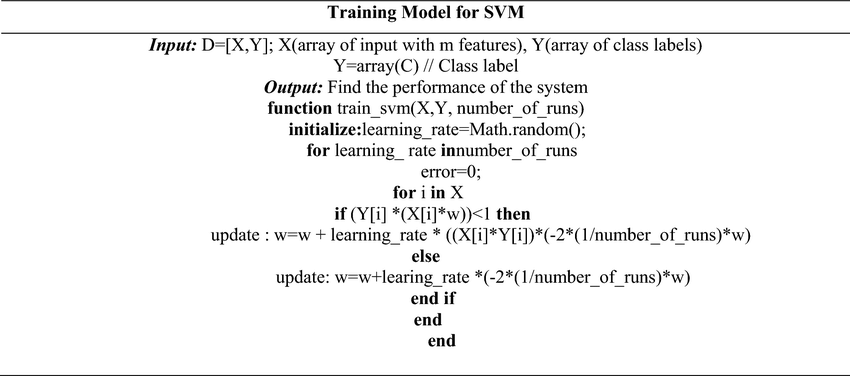 Training Model for SVM
Input: D=[X,Y]; X(array of input with m features), Y(array of class labels)
Y=array(C) // Class label
Output: Find the performance of the system
function train_svm(X,Y, number_of_runs)
initialize:learning_rate=Math.random();
for learning_ rate innumber_of_runs
error=0;
for i in X
if (Y[i] *(X[i]*w))<1 then
update : w=w + learning_rate * ((X[i]*Y[i])*(-2*(1/number_of_runs)*w)
else
update: w=w+learing_rate *(-2*(1/number_of_runs)*w)
end if
end
end